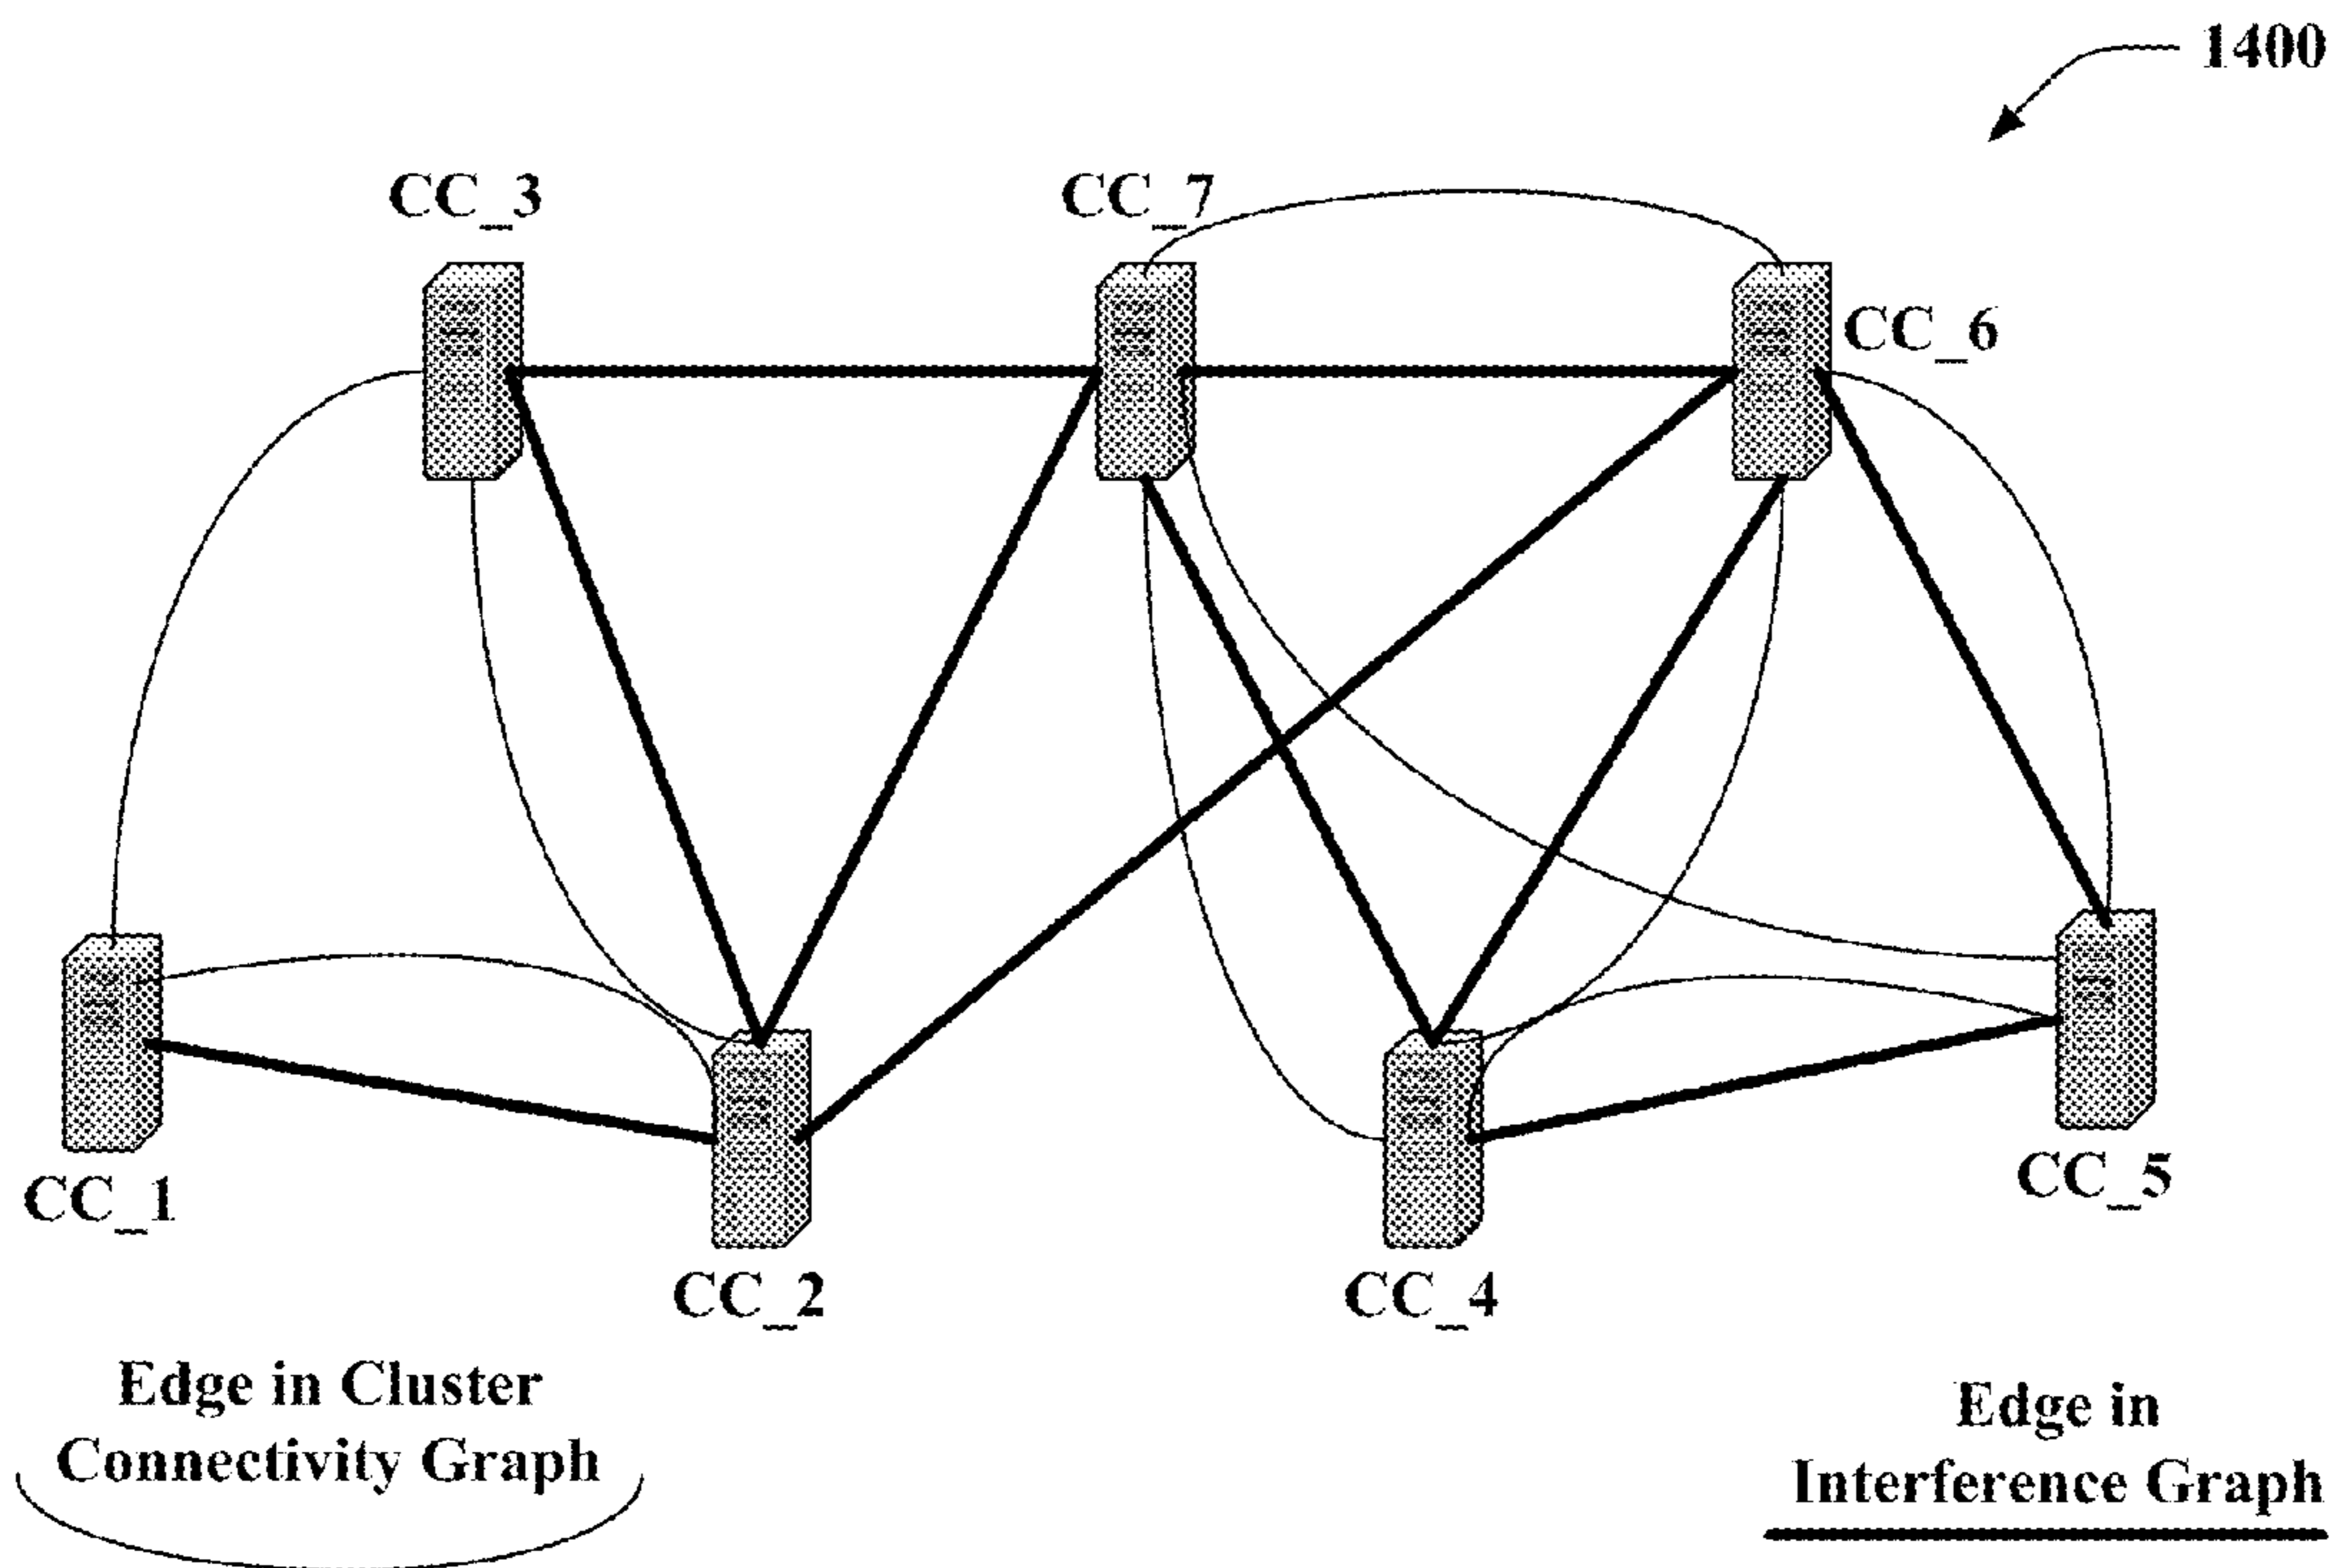 1400
CC_3
CC_7
CC_6
CC_1
CC_5
CC_2
CC_4
Edge in Cluster
Connectivity Graph
Edge in
Interference Graph